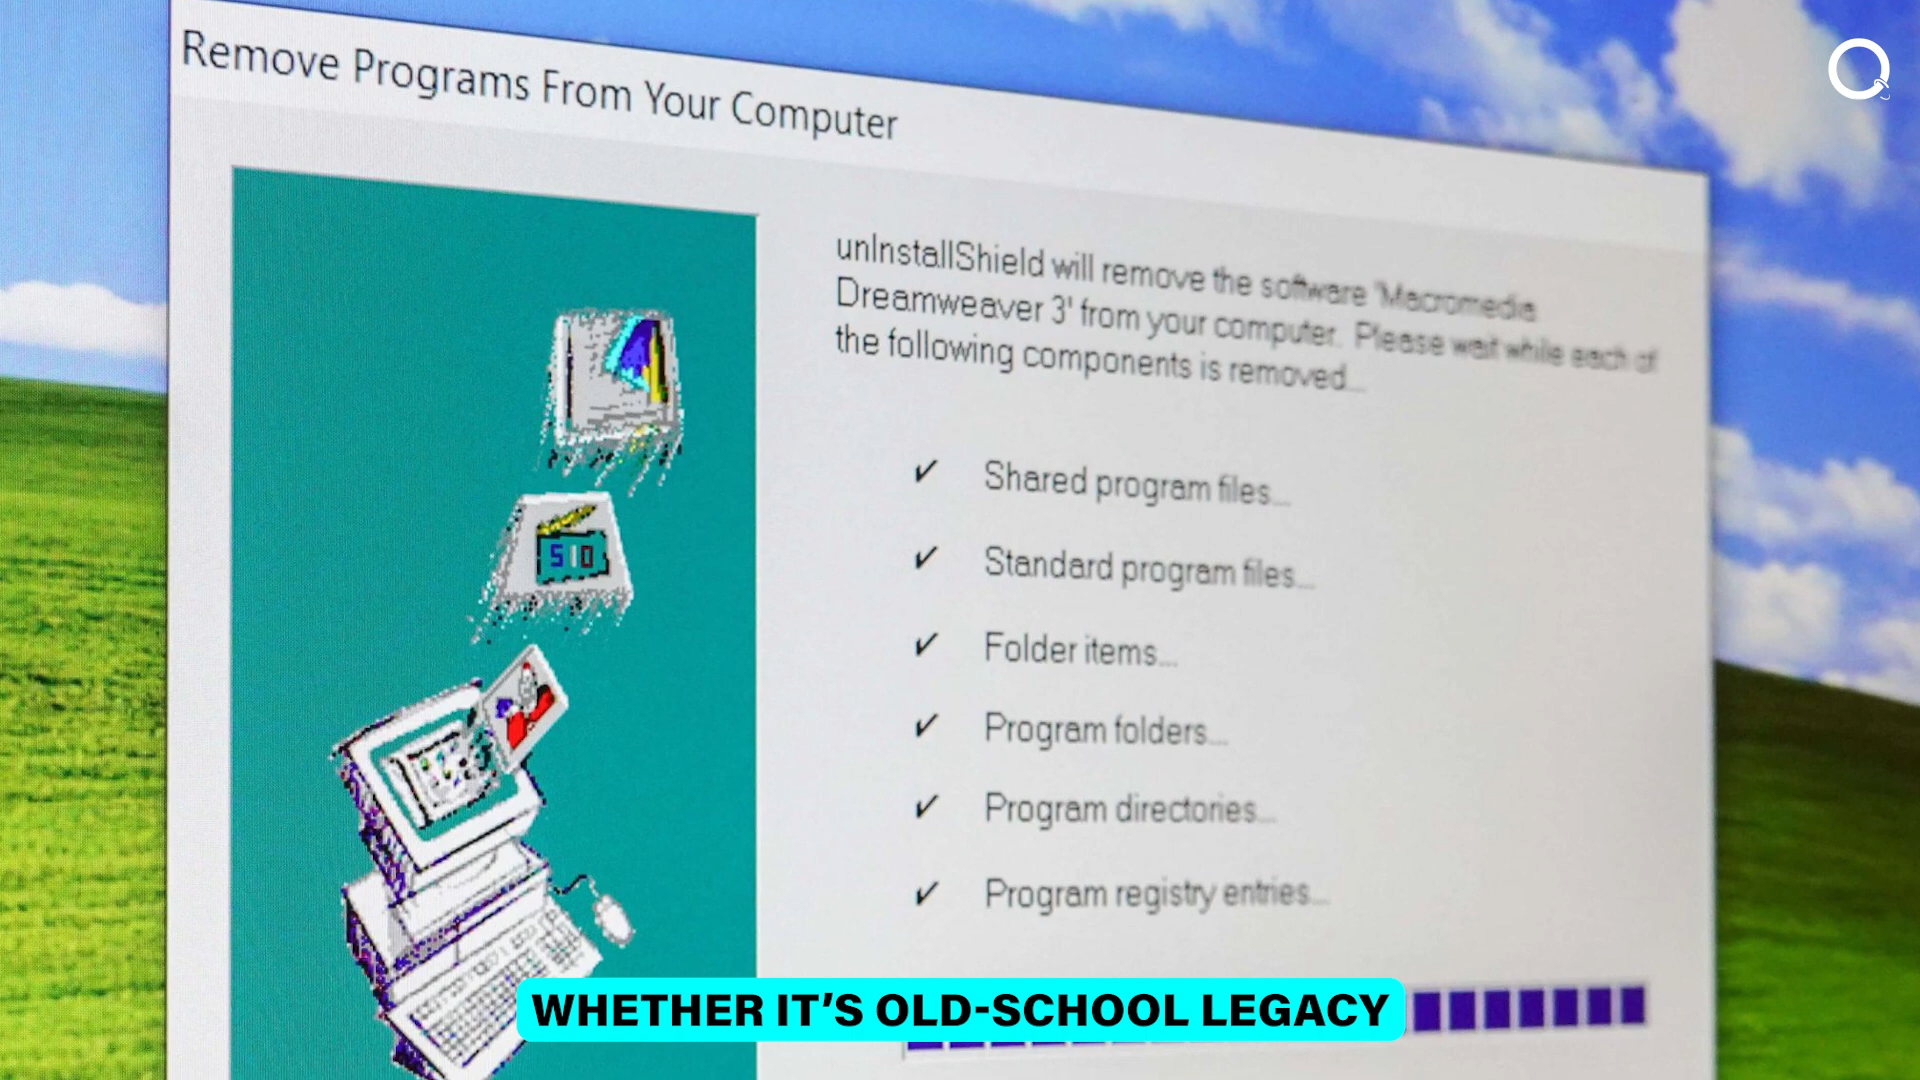 Remove Programs From Your Computer
unInstallShield will remove the software 'Macromedia
Dreamweaver 3' from your computer. Please wait while each of
the following components is removed...
✓ Shared program files...
✓ Standard program files...
✓ Folder items...
✓ Program folders...
✓ Program directories...
✓ Program registry entries...
5 10
WHETHER IT’S OLD-SCHOOL LEGACY